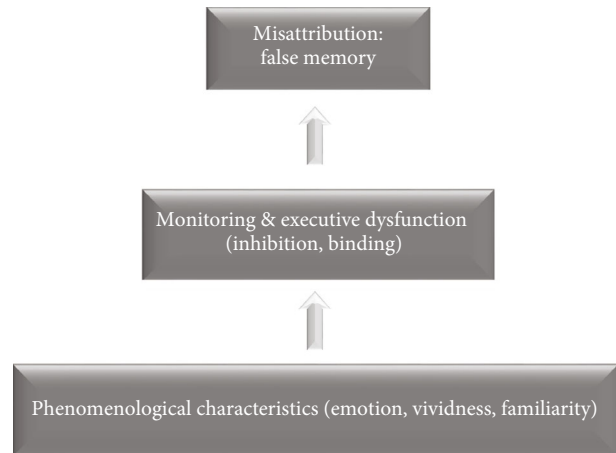 Misattribution:
false memory
Monitoring & executive dysfunction
(inhibition, binding)
Phenomenological characteristics (emotion, vividness, familiarity)